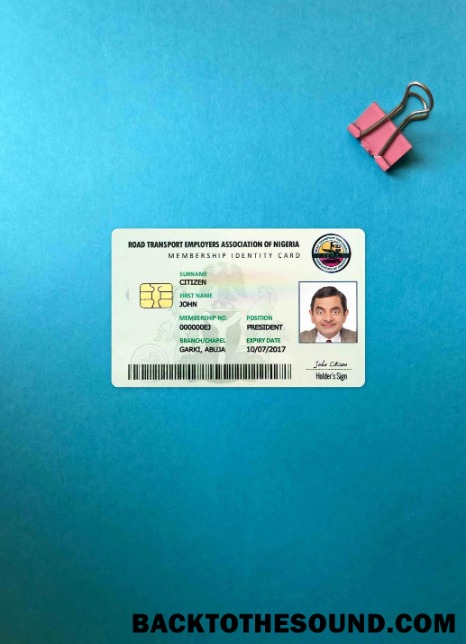 ROAD TRANSPORT EMPLOYERS ASSOCIATION OF NIGERIA
MEMBERSHIP IDENTITY CARD
SURNAME
CITIZEN
FIRST NAME
JOHN
MEMBERSHIP NO. POSITION
000000EJ PRESIDENT
BRANCH/CHAPEL EXPIRY DATE
GARKI, ABUJA 10/07/2017
John Citizen
Holder's Sign
BACKTOTHESOUND.COM